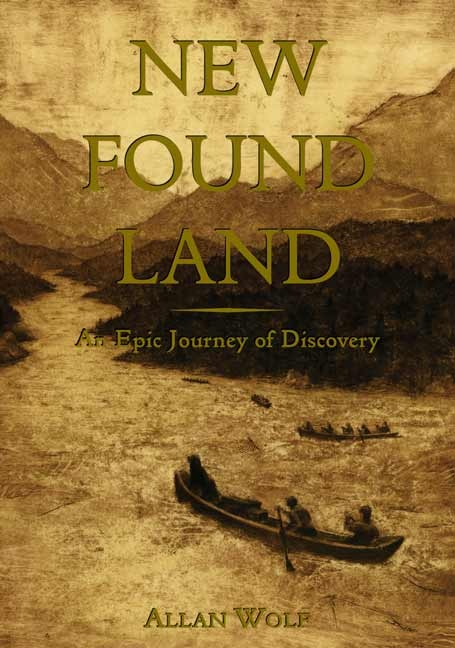 NEW
FOUND
LAND
An Epic Journey of Discovery
ALLAN WOLF